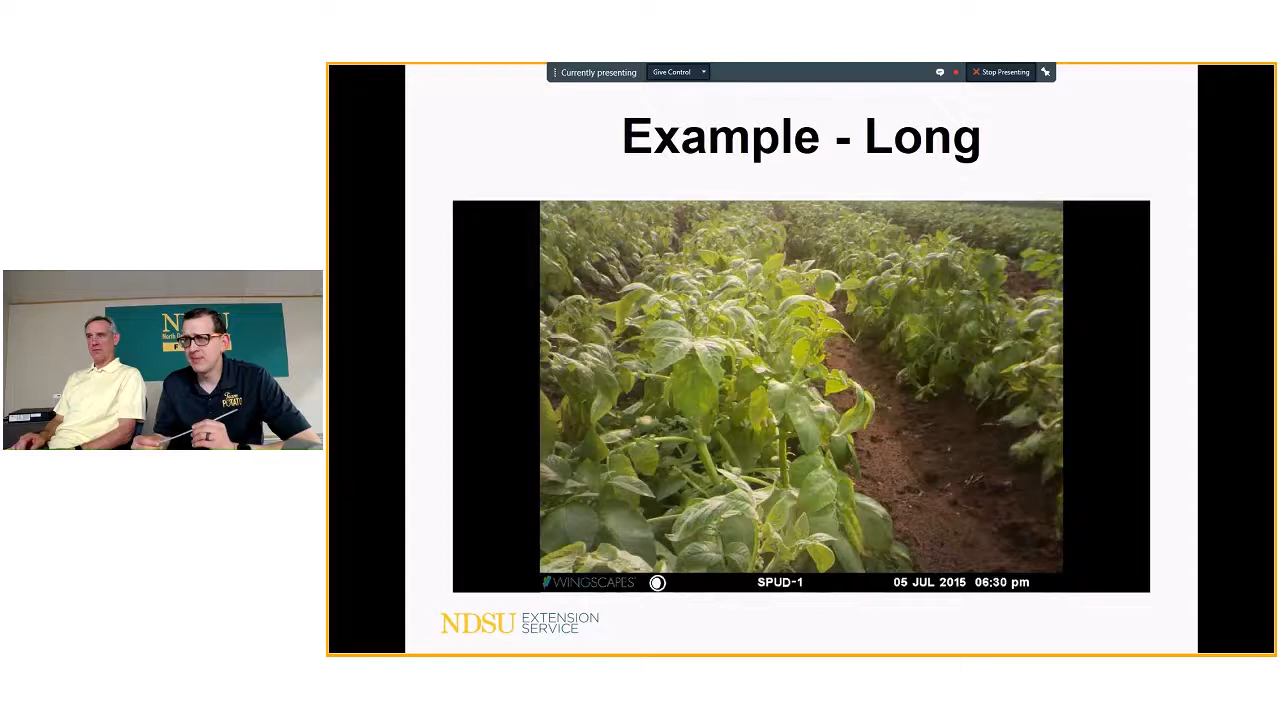 Currently presenting
Give Control
Stop Presenting
Example - Long
WINGSCAPES
SPUD-1
05 JUL 2015 06:30 pm
NDSU EXTENSION
SERVICE
POTATO